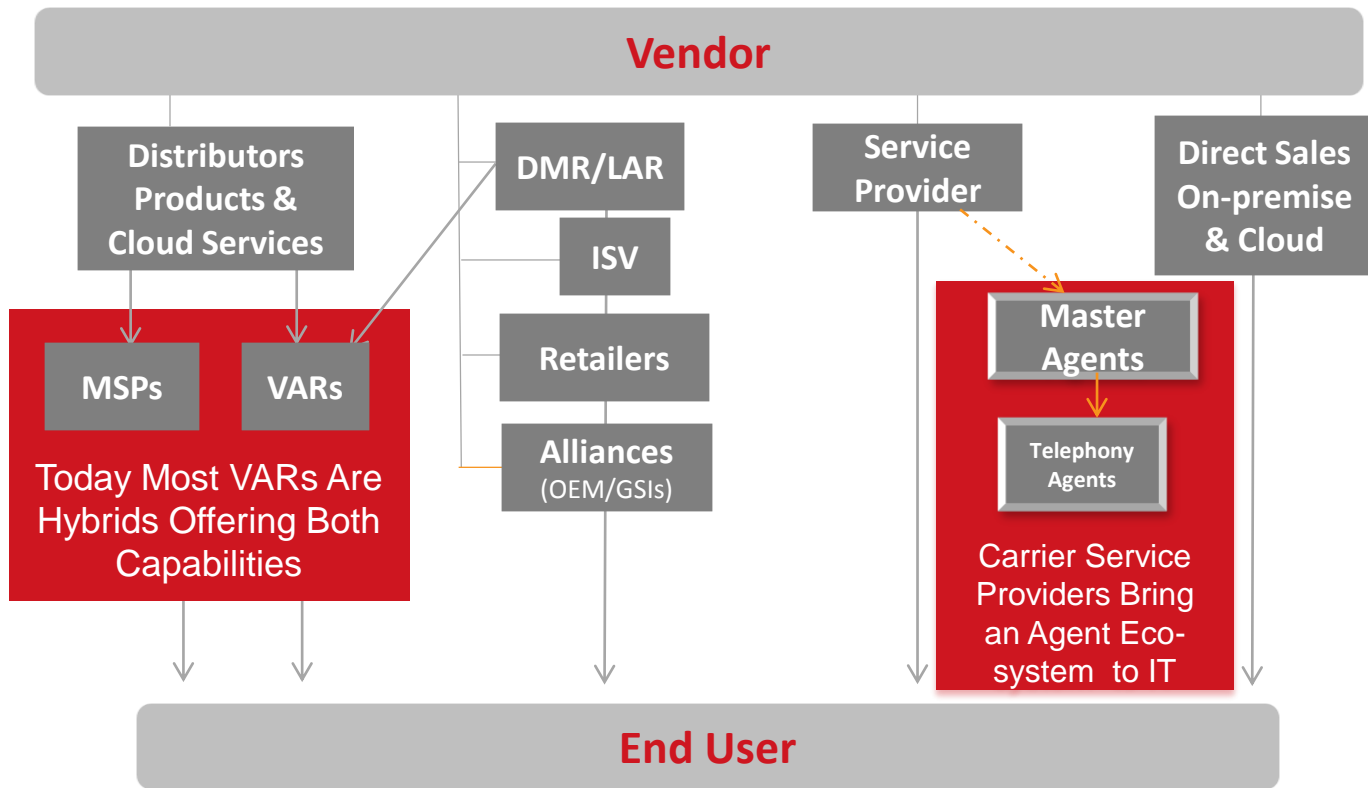 Vendor
Distributors
Products &
Cloud Services
DMR/LAR
Service
Provider
Direct Sales
On-premise
& Cloud
ISV
MSPs
VARs
Retailers
Master
Agents
Alliances
(OEM/GSIs)
Telephony
Agents
Today Most VARs Are
Hybrids Offering Both
Capabilities
Carrier Service
Providers Bring
an Agent Eco-
system to IT
End User